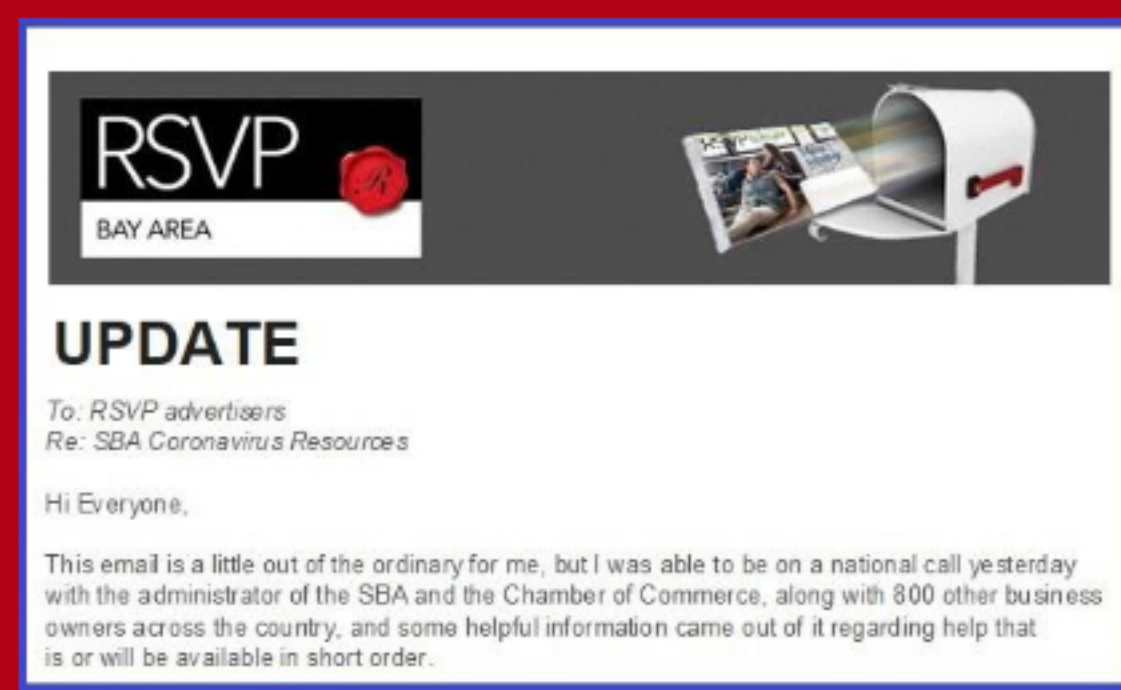 RSVP
R
BAY AREA
UPDATE
To: RSVP advertisers
Re: SBA Coronavirus Resources
Hi Everyone,
This email is a little out of the ordinary for me, but I was able to be on a national call yesterday
with the administrator of the SBA and the Chamber of Commerce, along with 800 other business
owners across the country, and some helpful information came out of it regarding help that
is or will be available in short order.